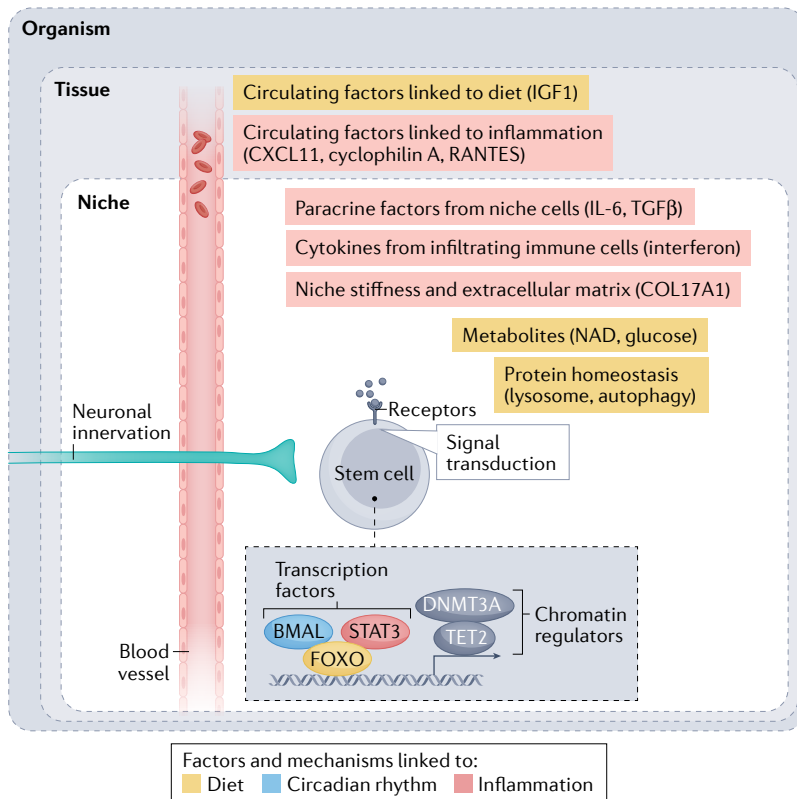 Organism
Tissue
Circulating factors linked to diet (IGF1)
Circulating factors linked to inflammation
(CXCL11, cyclophilin A, RANTES)
Niche
Paracrine factors from niche cells (IL-6, TGFβ)
Cytokines from infiltrating immune cells (interferon)
Niche stiffness and extracellular matrix (COL17A1)
Metabolites (NAD, glucose)
Protein homeostasis
(lysosome, autophagy)
Neuronal
innervation
Receptors
Signal
transduction
Stem cell
Transcription
factors
BMAL
STAT3
FOXO
DNMT3A
TET2
Chromatin
regulators
Blood
vessel
Factors and mechanisms linked to:
Diet
Circadian rhythm
Inflammation